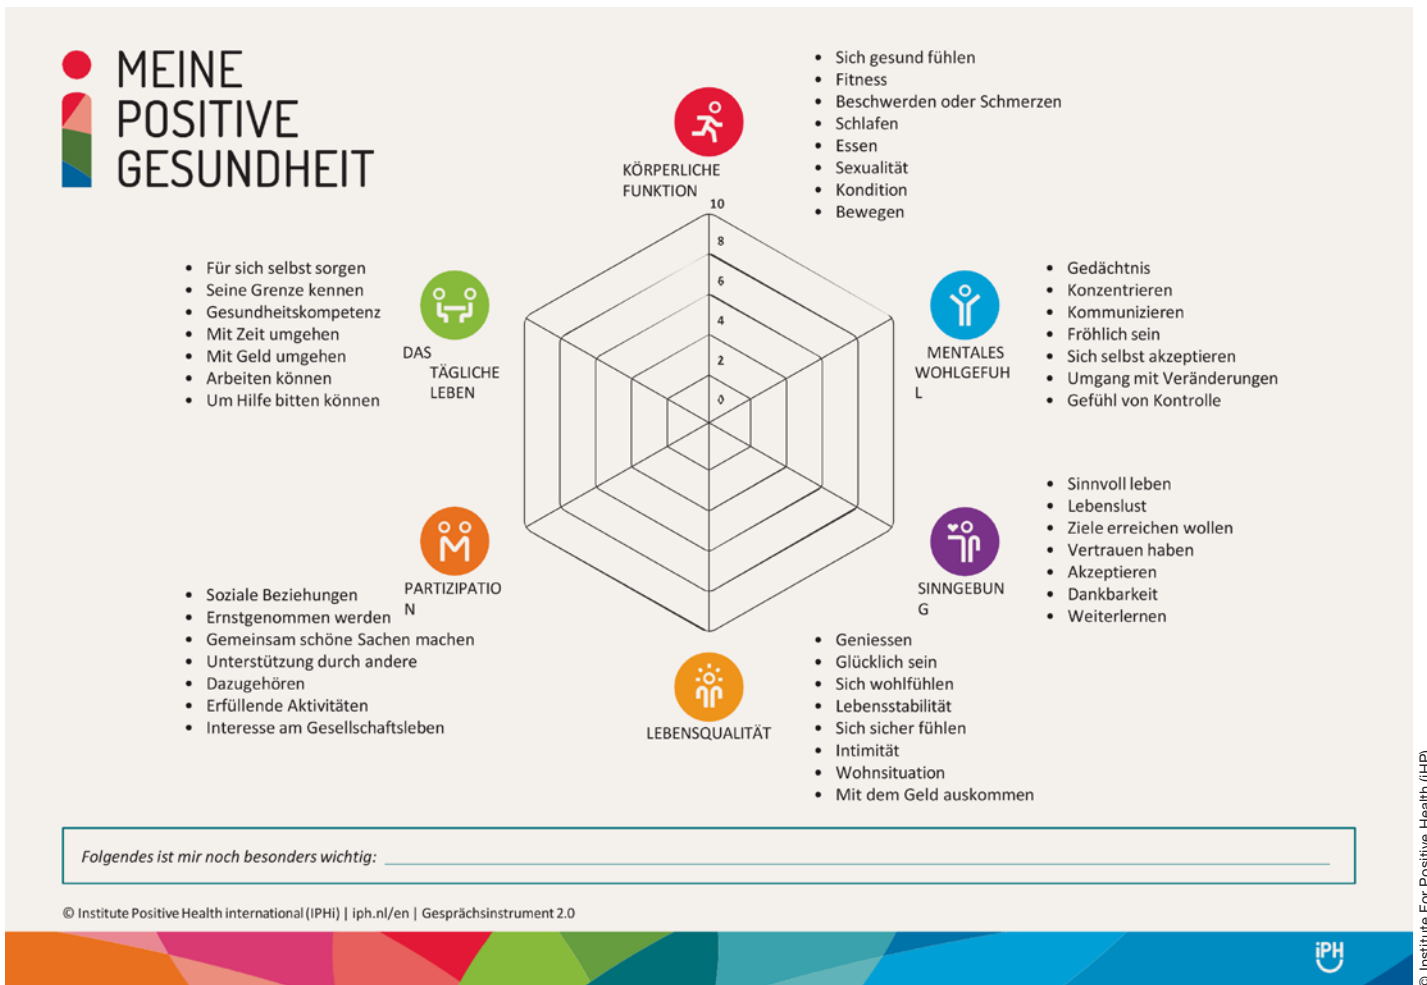 MEINE
POSITIVE
GESUNDHEIT
KÖRPERLICHE
FUNKTION
• Sich gesund fühlen
• Fitness
• Beschwerden oder Schmerzen
• Schlafen
• Essen
• Sexualität
• Kondition
• Bewegen
10
8
6
4
2
0
• Für sich selbst sorgen
• Seine Grenze kennen
• Gesundheitskompetenz
• Mit Zeit umgehen
• Mit Geld umgehen
• Arbeiten können
• Um Hilfe bitten können
DAS
TÄGLICHE
LEBEN
MENTALES
WOHLGEFUH
L
• Gedächtnis
• Konzentrieren
• Kommunizieren
• Fröhlich sein
• Sich selbst akzeptieren
• Umgang mit Veränderungen
• Gefühl von Kontrolle
SINNGEBUN
G
• Sinnvoll leben
• Lebenslust
• Ziele erreichen wollen
• Vertrauen haben
• Akzeptieren
• Dankbarkeit
• Weiterlernen
PARTIZIPATIO
N
• Soziale Beziehungen
• Ernstgenommen werden
• Gemeinsam schöne Sachen machen
• Unterstützung durch andere
• Dazugehören
• Erfüllende Aktivitäten
• Interesse am Gesellschaftsleben
LEBENSQUALITÄT
• Geniessen
• Glücklich sein
• Sich wohlfühlen
• Lebensstabilität
• Sich sicher fühlen
• Intimität
• Wohnsituation
• Mit dem Geld auskommen
Folgendes ist mir noch besonders wichtig:
© Institute Positive Health international (IPHi) | iph.nl/en | Gesprächsinstrument 2.0
iPH
© Institute For Positive Health (iHP)